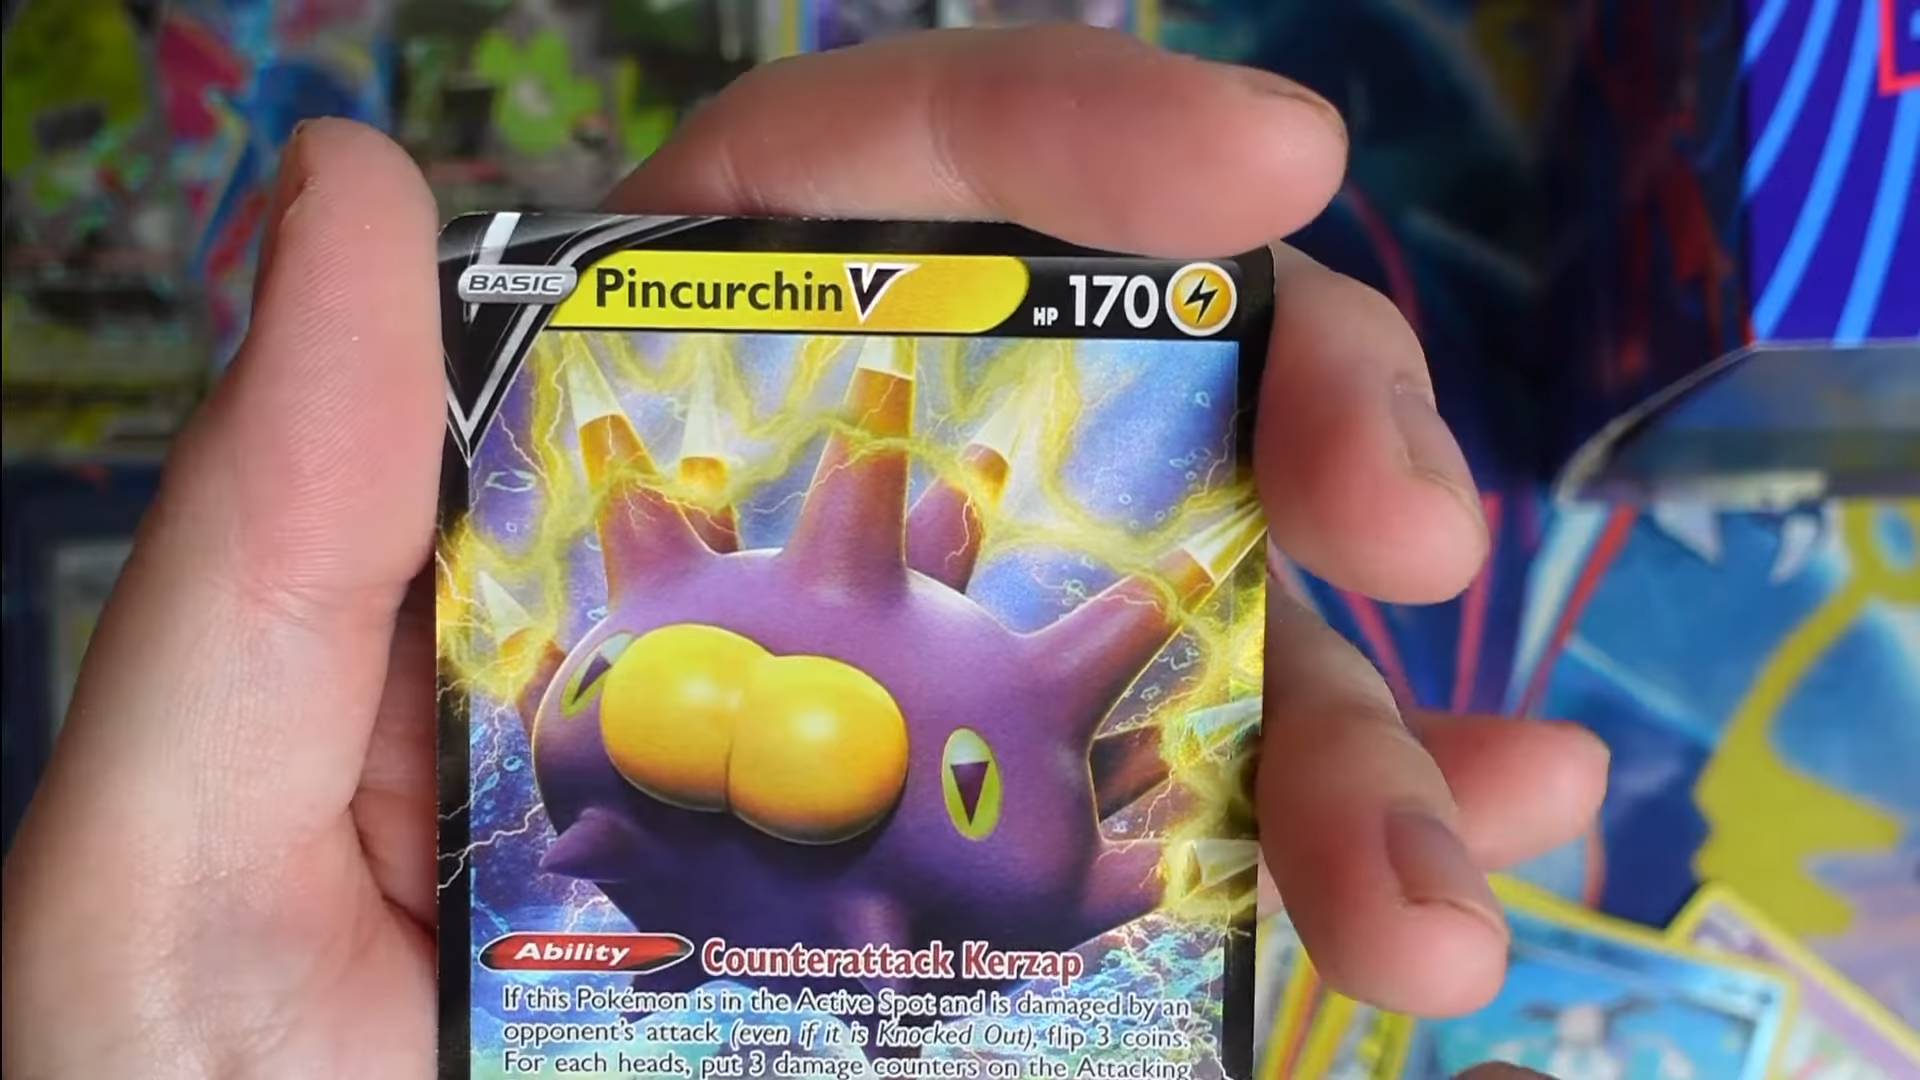 BASIC Pincurchin V HP 170
Ability Counterattack Kerzap
If this Pokémon is in the Active Spot and is damaged by an
opponent's attack (even if it is Knocked Out), flip 3 coins.
For each heads, put 3 damage counters on the Attacking